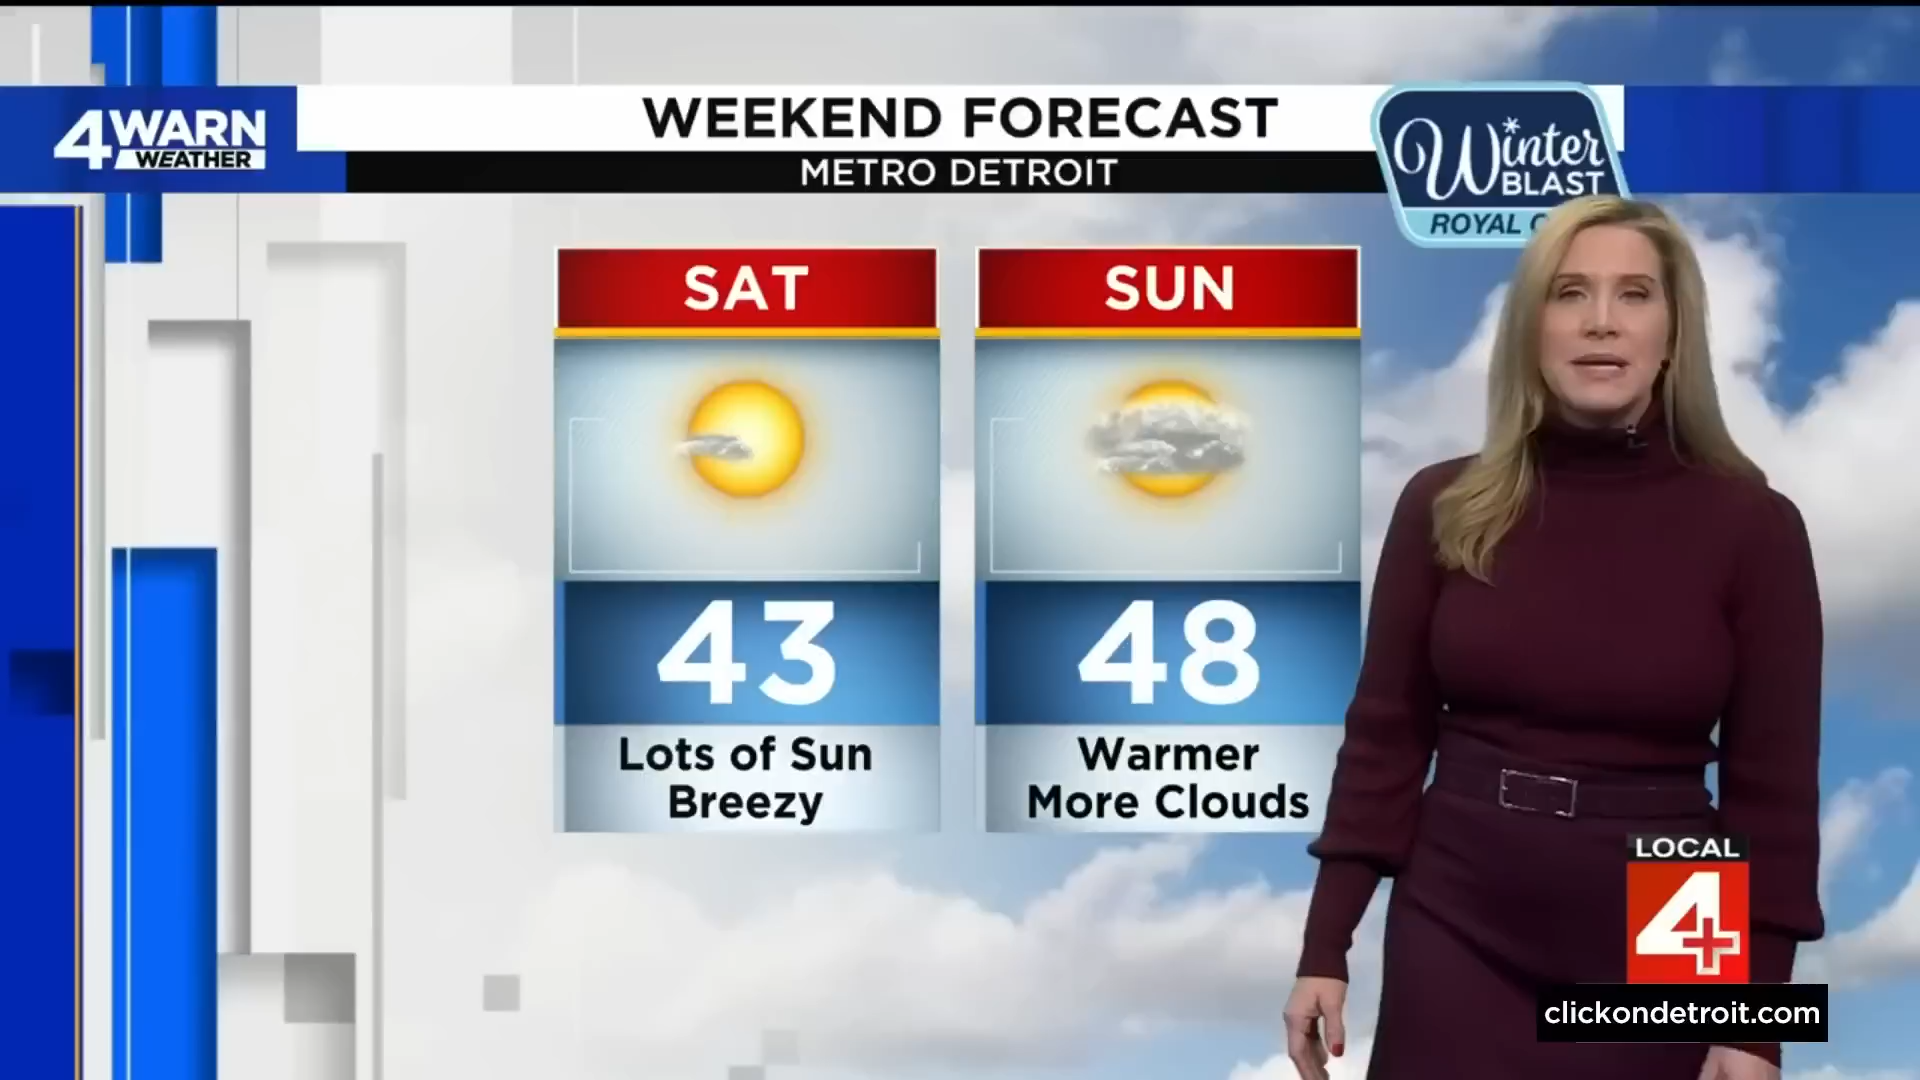 4WARN
WEATHER
WEEKEND FORECAST
METRO DETROIT
Winter
BLAST
ROYAL
SAT
SUN
43
48
Lots of Sun
Breezy
Warmer
More Clouds
LOCAL
4+
clickondetroit.com